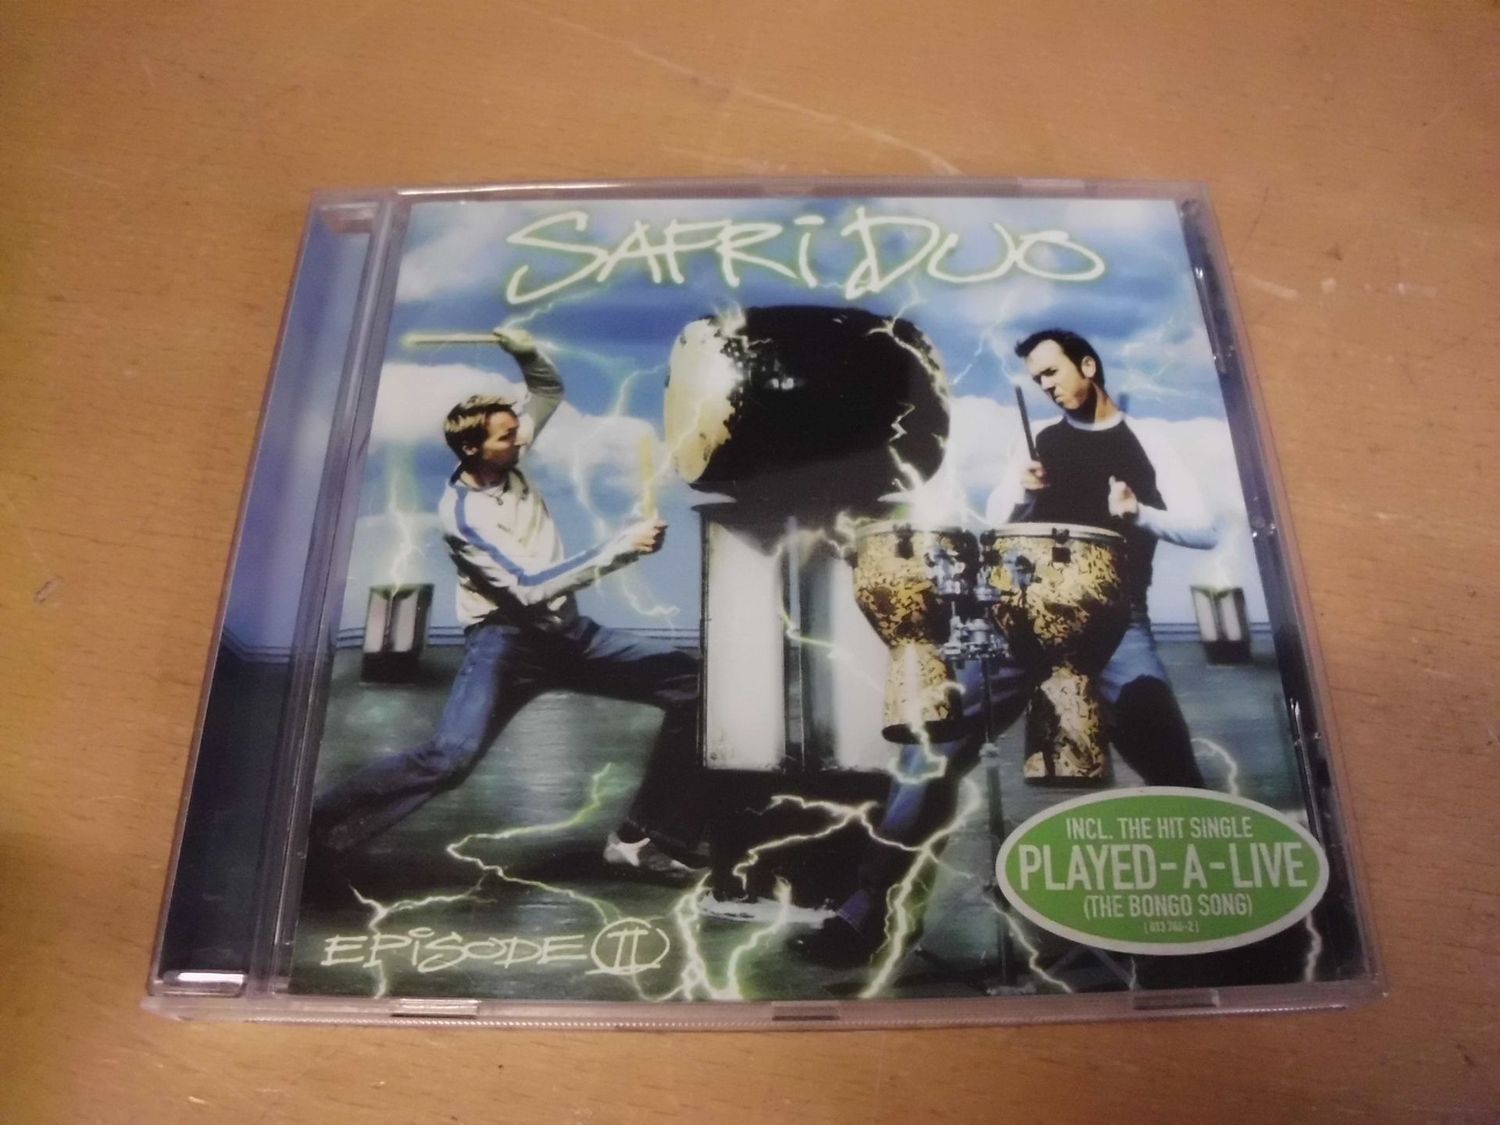 SAFRi DUO
INCL. THE HIT SINGLE
PLAYED-A-LIVE
(THE BONGO SONG)
EPiSODE II